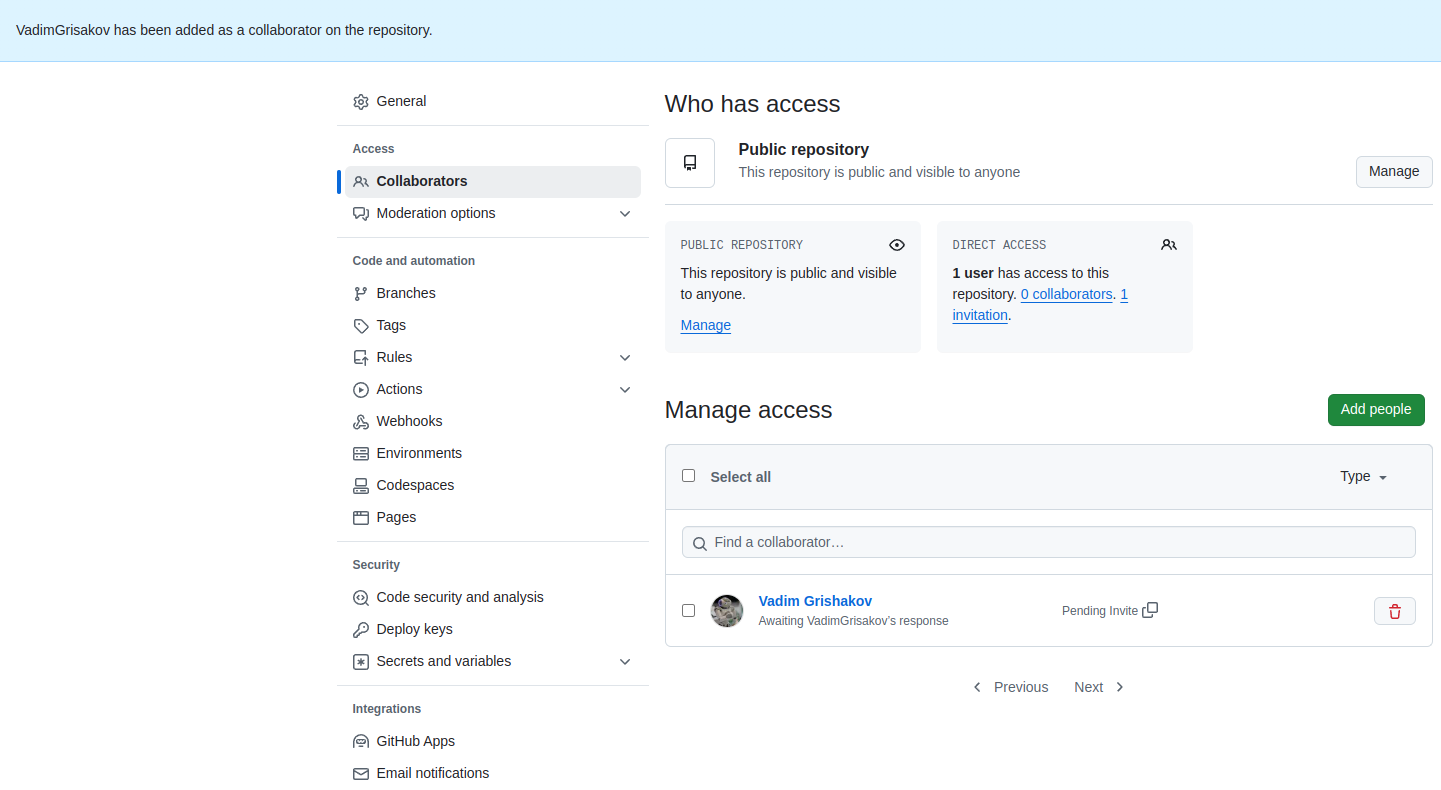 VadimGrisakov has been added as a collaborator on the repository.
General
Access
Collaborators
Moderation options
Code and automation
Branches
Tags
Rules
Actions
Webhooks
Environments
Codespaces
Pages
Security
Code security and analysis
Deploy keys
Secrets and variables
Integrations
GitHub Apps
Email notifications
Who has access
Public repository
This repository is public and visible to anyone
Manage
PUBLIC REPOSITORY
This repository is public and visible
to anyone.
Manage
DIRECT ACCESS
1 user has access to this
repository. 0 collaborators. 1
invitation.
Manage access
Add people
Select all
Type
Find a collaborator…
Vadim Grishakov
Awaiting VadimGrisakov’s response
Pending Invite
Previous
Next